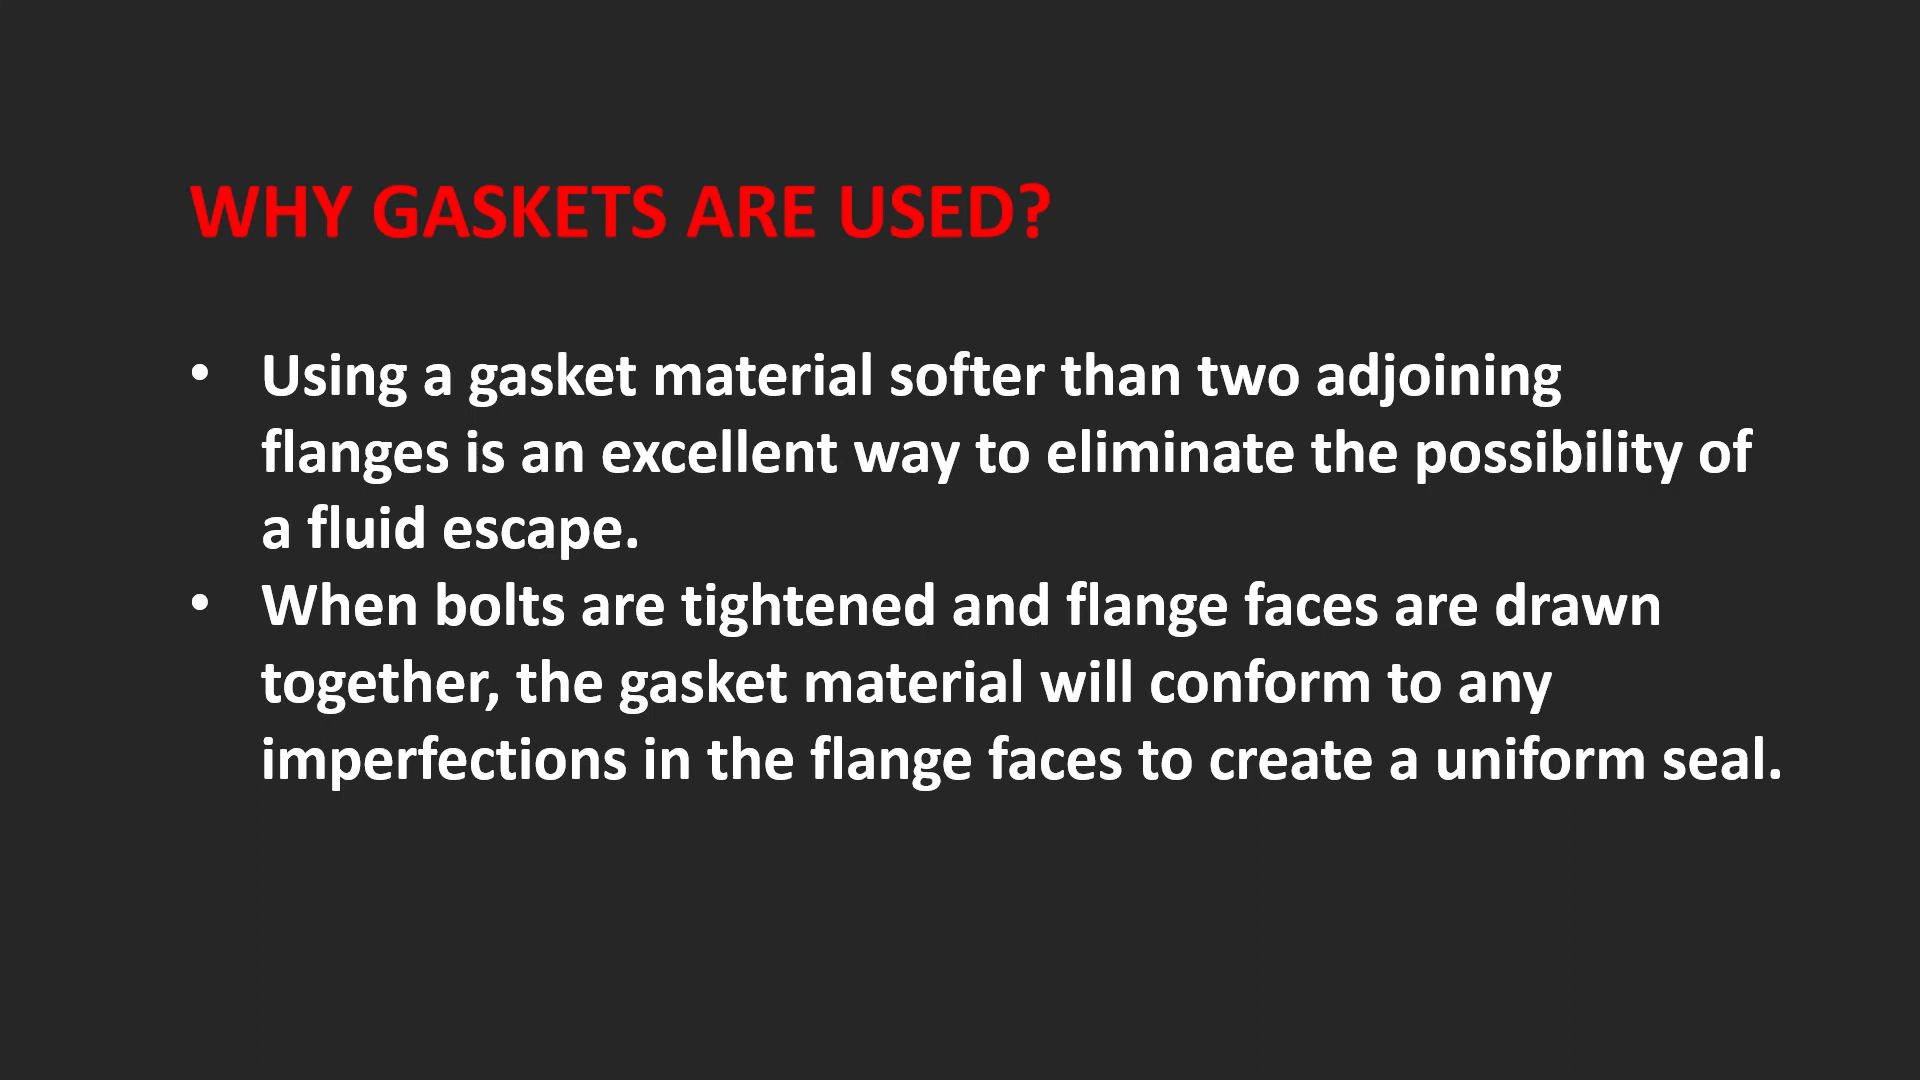 WHY GASKETS ARE USED?
• Using a gasket material softer than two adjoining
flanges is an excellent way to eliminate the possibility of
a fluid escape.
• When bolts are tightened and flange faces are drawn
together, the gasket material will conform to any
imperfections in the flange faces to create a uniform seal.